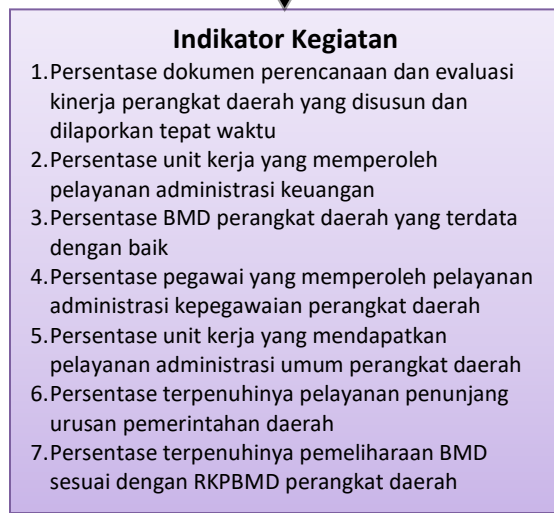 Indikator Kegiatan
1.Persentase dokumen perencanaan dan evaluasi
kinerja perangkat daerah yang disusun dan
dilaporkan tepat waktu
2.Persentase unit kerja yang memperoleh
pelayanan administrasi keuangan
3.Persentase BMD perangkat daerah yang terdata
dengan baik
4.Persentase pegawai yang memperoleh pelayanan
administrasi kepegawaian perangkat daerah
5.Persentase unit kerja yang mendapatkan
pelayanan administrasi umum perangkat daerah
6.Persentase terpenuhinya pelayanan penunjang
urusan pemerintahan daerah
7.Persentase terpenuhinya pemeliharaan BMD
sesuai dengan RKPBMD perangkat daerah